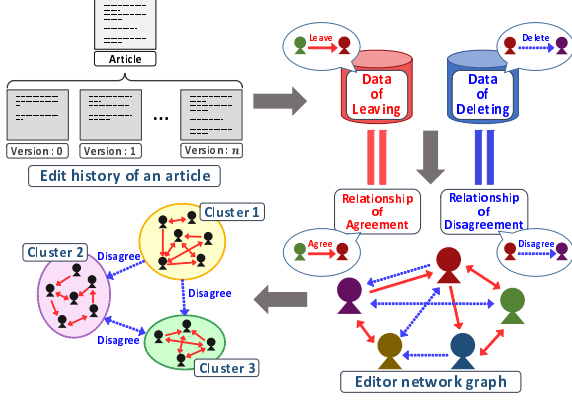 Article
Version : 0
Version : 1
...
Version : n
Edit history of an article
Leave
Data
of
Leaving
Delete
Data
of
Deleting
Relationship
of
Agreement
Relationship
of
Disagreement
Agree
Disagree
Editor network graph
Cluster 1
Cluster 2
Disagree
Disagree
Disagree
Cluster 3